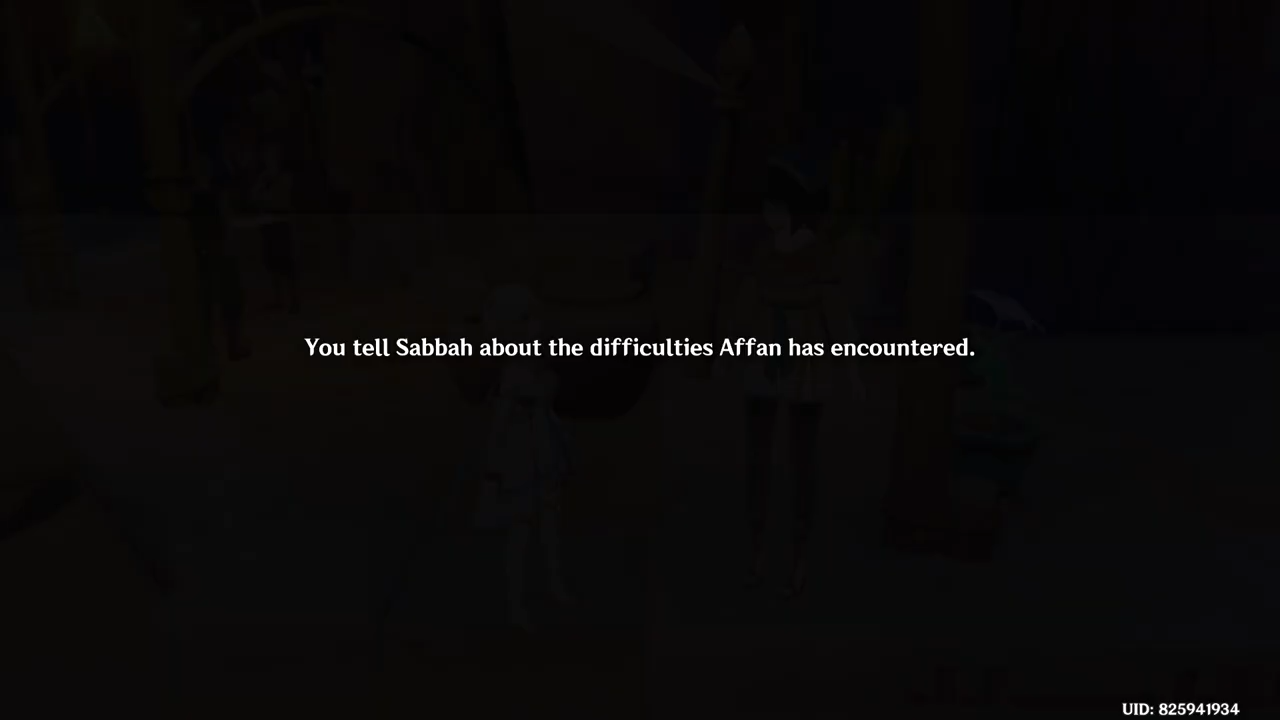 You tell Sabbah about the difficulties Affan has encountered.
UID: 825941934